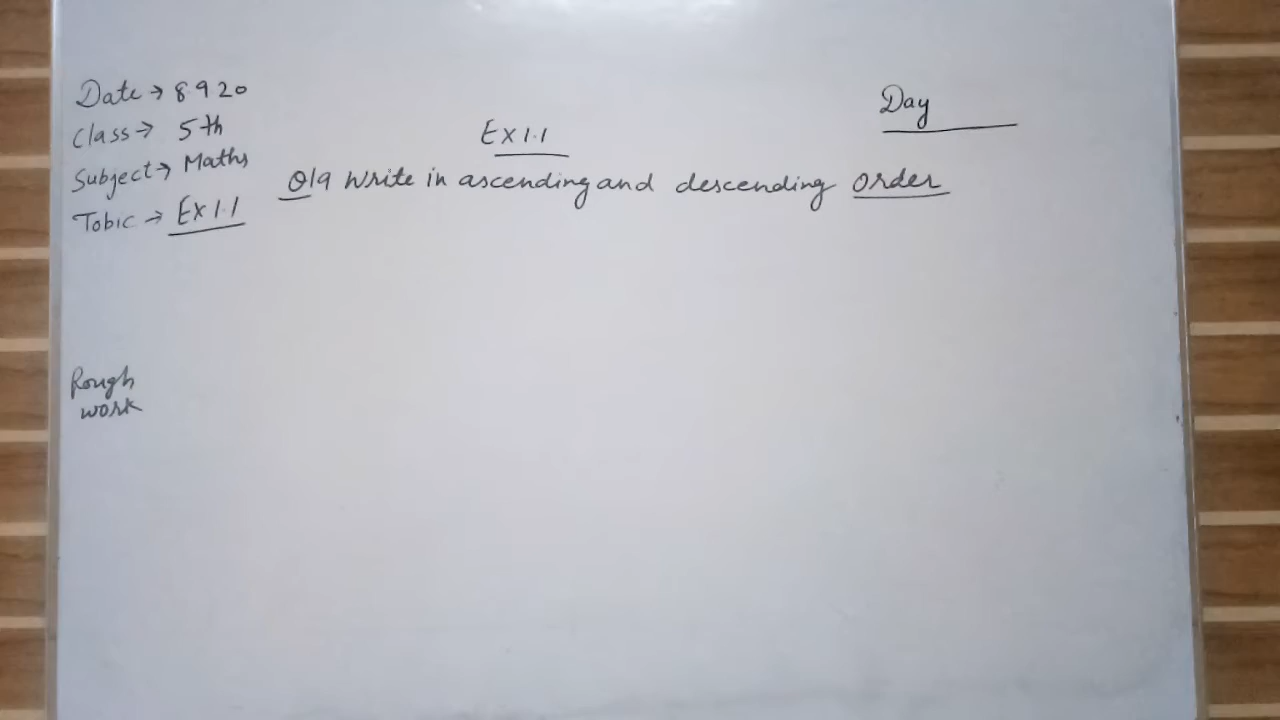 Date → 8.9.20
Class → 5th
Subject → Maths
Tobic → Ex 1.1
Day
Ex 1.1
Q19 Write in ascending and descending order
Rough
work